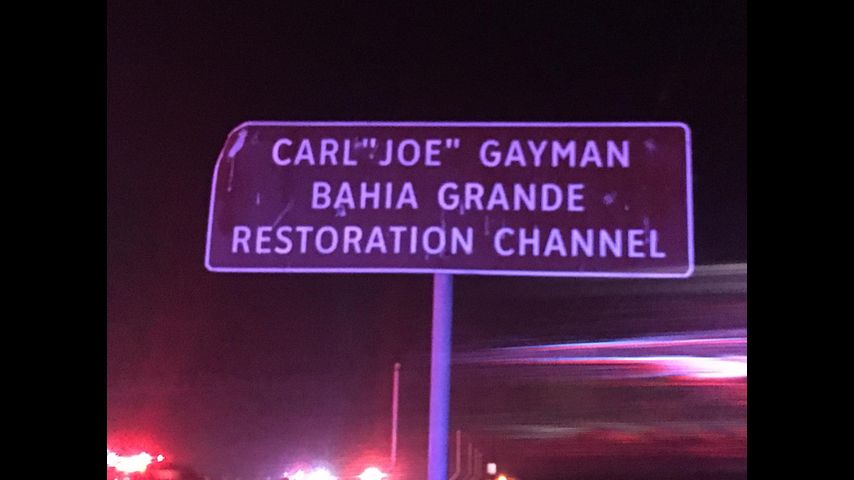 CARL"JOE" GAYMAN
BAHIA GRANDE
RESTORATION CHANNEL